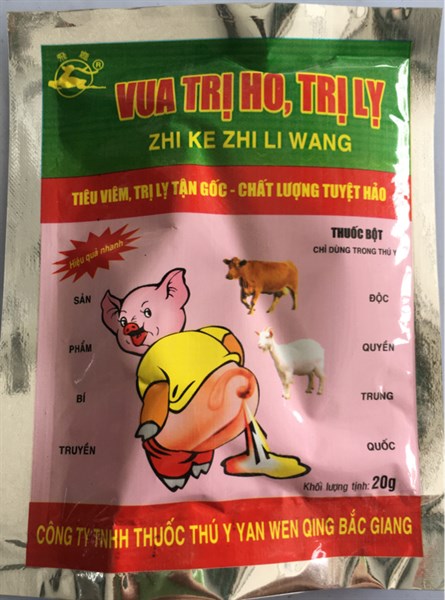 ®
VUA TRỊ HO, TRỊ LỴ
ZHI KE ZHI LI WANG
TIÊU VIÊM, TRỊ LỴ TẬN GỐC - CHẤT LƯỢNG TUYỆT HẢO
Hiệu quả nhanh
THUỐC BỘT
CHỈ DÙNG TRONG THÚ Y
SẢN
PHẨM
BÍ
TRUYỀN
ĐỘC
QUYỀN
TRUNG
QUỐC
Khối lượng tịnh: 20g
CÔNG TY TNHH THUỐC THÚ Y YAN WEN QING BẮC GIANG